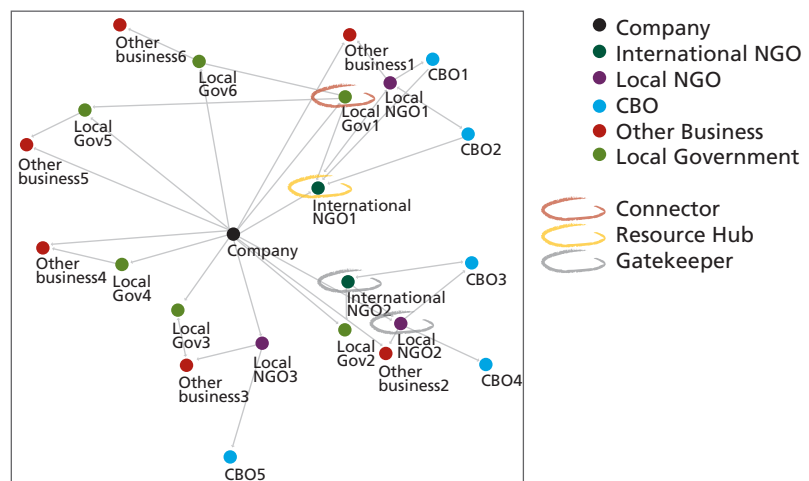 Other
business6
Local
Gov6
Other
business1
CBO1
Local
NGO1
Local
Gov1
Local
Gov5
CBO2
Other
business5
International
NGO1
Company
Other
business4
Local
Gov4
CBO3
International
NGO2
Local
Gov3
Local
Gov2
Local
NGO2
Other
business3
Local
NGO3
Other
business2
CBO4
CBO5
Company
International NGO
Local NGO
CBO
Other Business
Local Government
Connector
Resource Hub
Gatekeeper